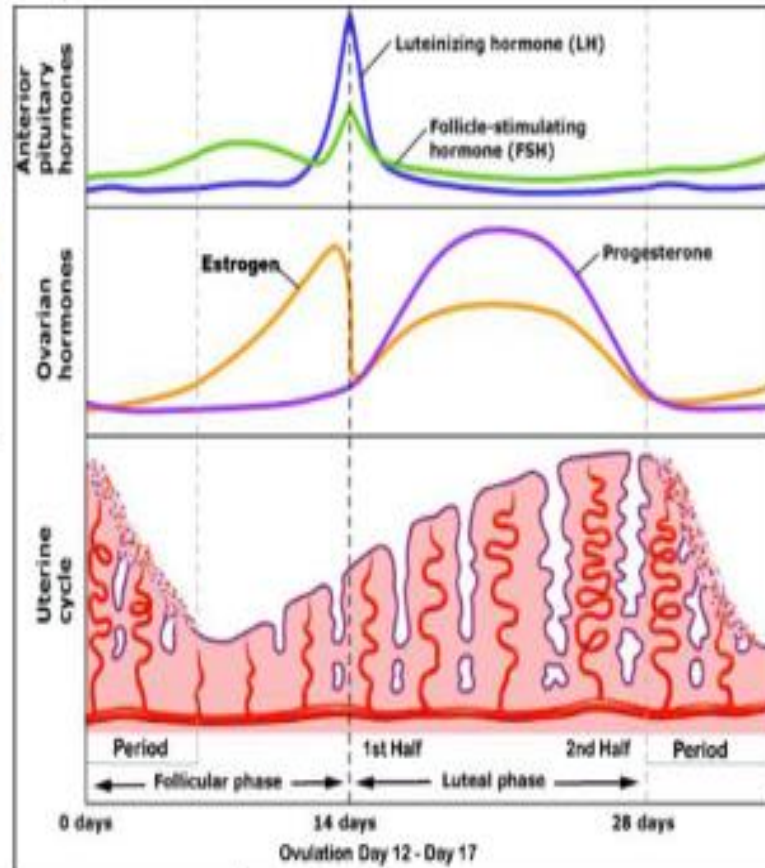 Anterior
pituitary
hormones
Luteinizing hormone (LH)
Follicle-stimulating
hormone (FSH)
Ovarian
hormones
Estrogen
Progesterone
Uterine
cycle
Period
1st Half
2nd Half
Period
Follicular phase
Luteal phase
0 days
14 days
28 days
Ovulation Day 12 - Day 17